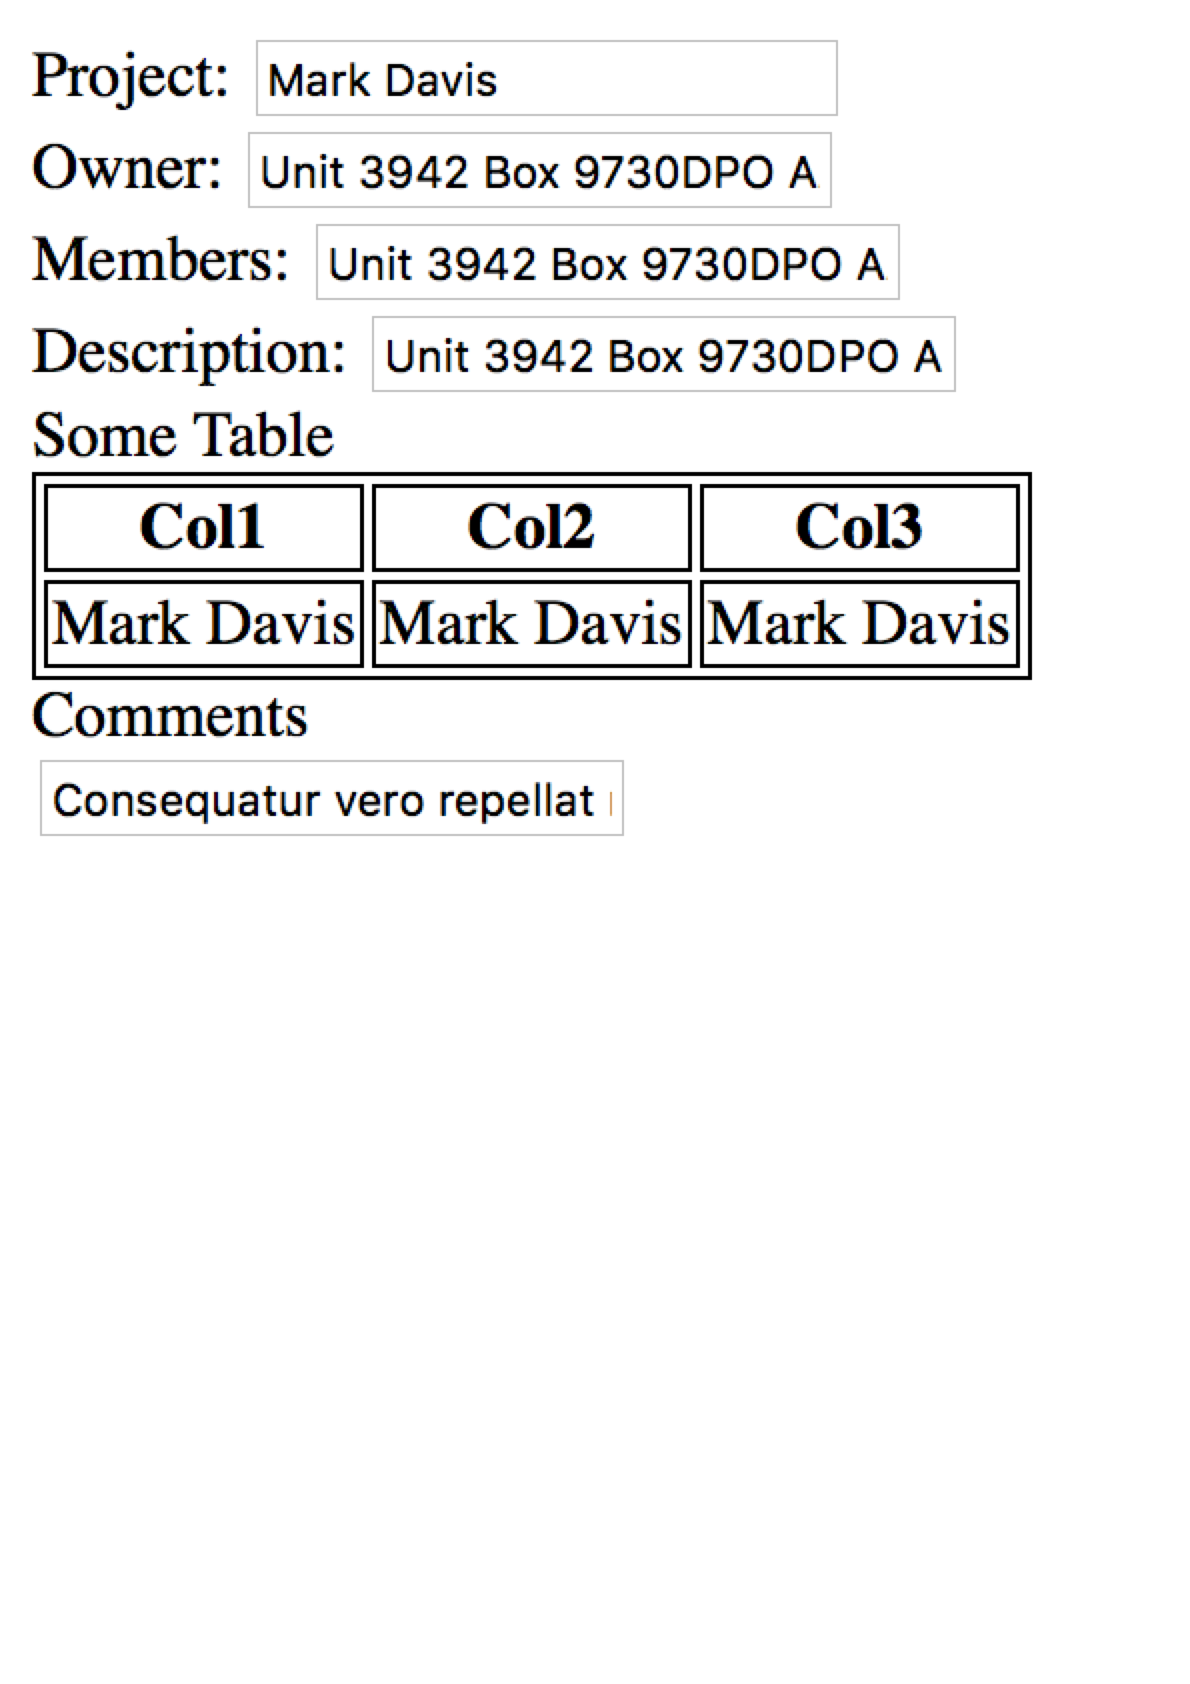 Project: Mark Davis
Owner: Unit 3942 Box 9730DPO A
Members: Unit 3942 Box 9730DPO A
Description: Unit 3942 Box 9730DPO A
Some Table
Col1 Col2 Col3
Mark Davis Mark Davis Mark Davis
Comments
Consequatur vero repellat